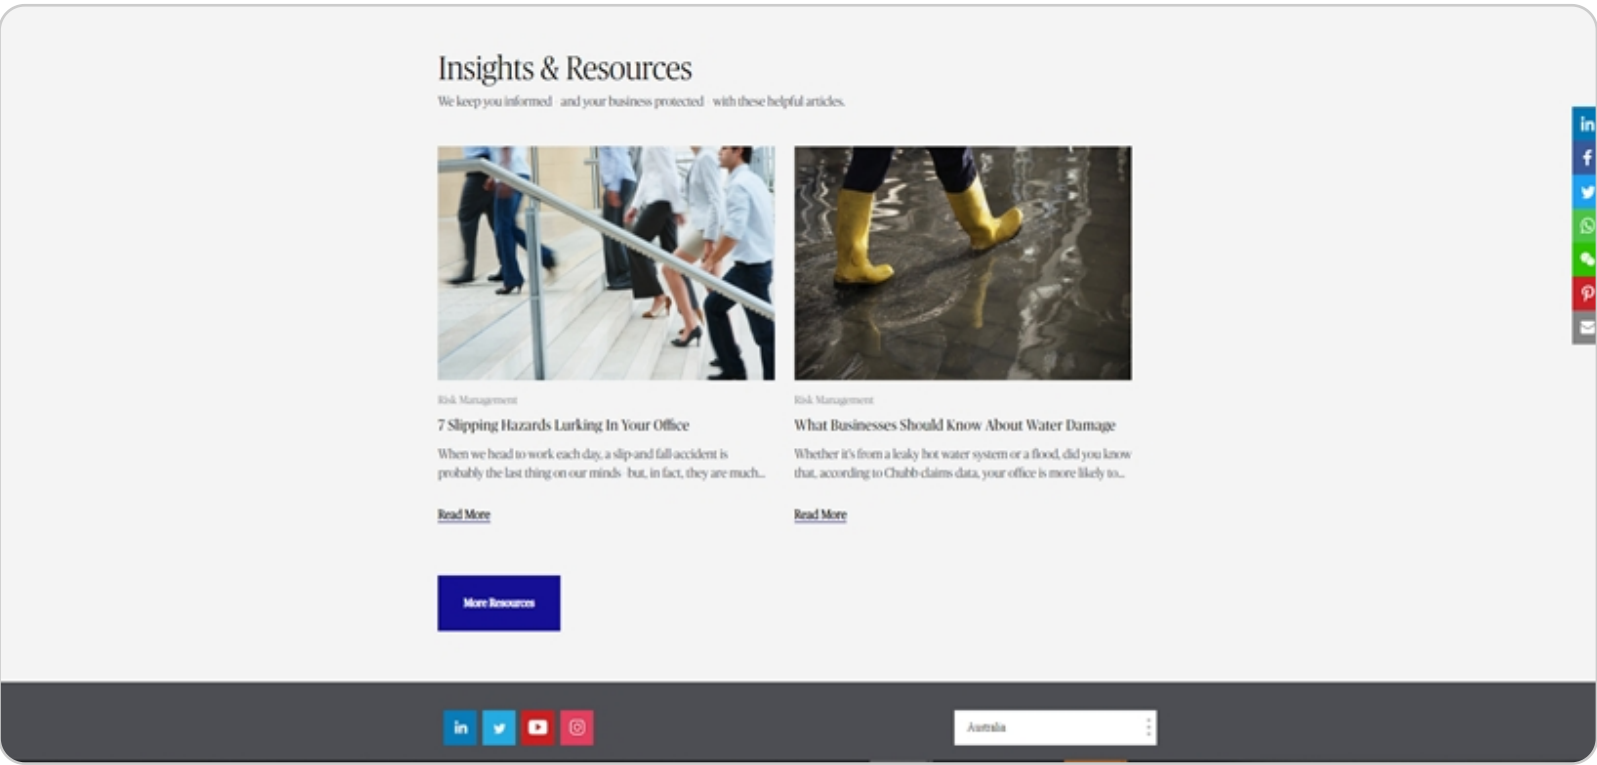 Insights & Resources
We keep you informed - and your business protected - with these helpful articles.
Risk Management
7 Slipping Hazards Lurking In Your Office
When we head to work each day, a slip-and-fall-accident is
probably the last thing on our minds -but, in fact, they are much...
Read More
Risk Management
What Businesses Should Know About Water Damage
Whether it's from a leaky hot water system or a flood, did you know
that, according to Chubb claims data, your office is more likely to...
Read More
More Resources
Australia